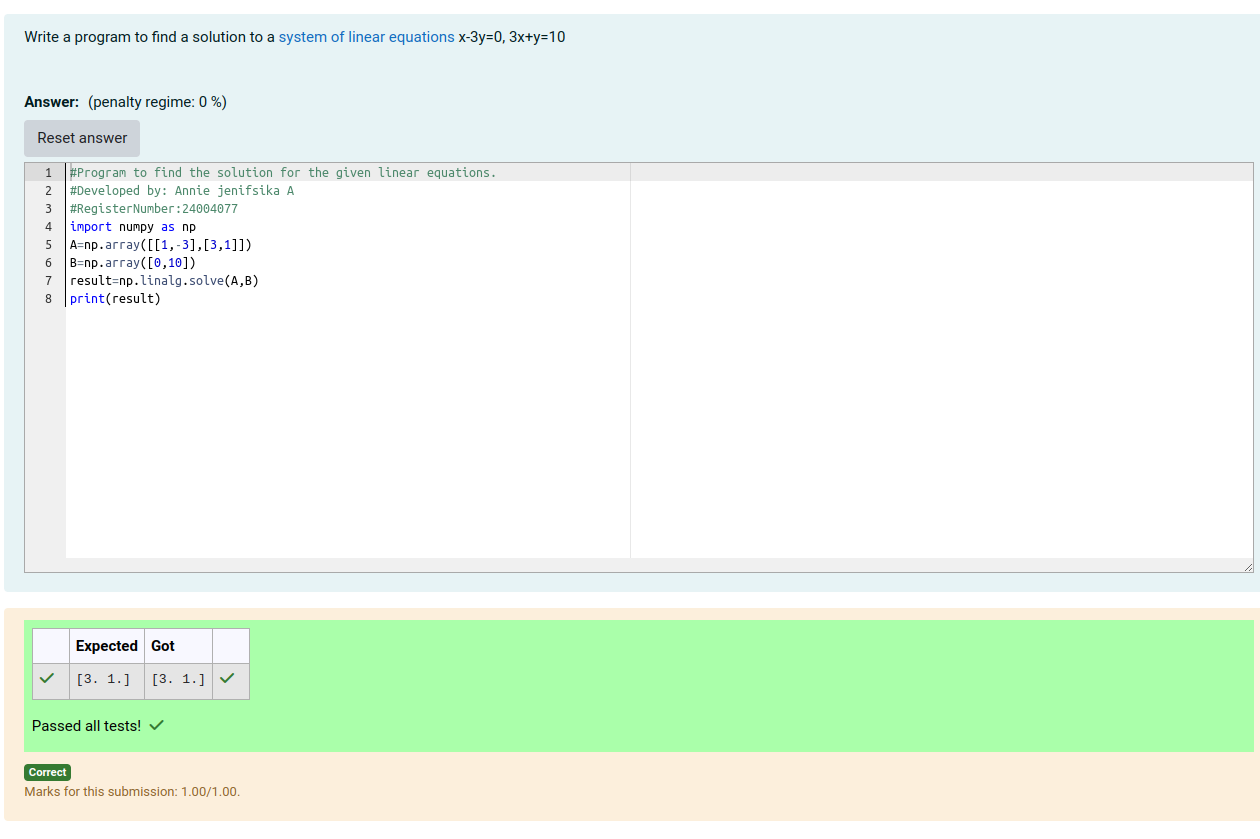 Write a program to find a solution to a system of linear equations x-3y=0, 3x+y=10
Answer: (penalty regime: 0 %)
Reset answer
1 #Program to find the solution for the given linear equations.
2 #Developed by: Annie jenifsika A
3 #RegisterNumber:24004077
4 import numpy as np
5 A=np.array([[1,-3],[3,1]])
6 B=np.array([0,10])
7 result=np.linalg.solve(A,B)
8 print(result)
Expected Got
[3. 1.] [3. 1.]
Passed all tests!
Correct
Marks for this submission: 1.00/1.00.